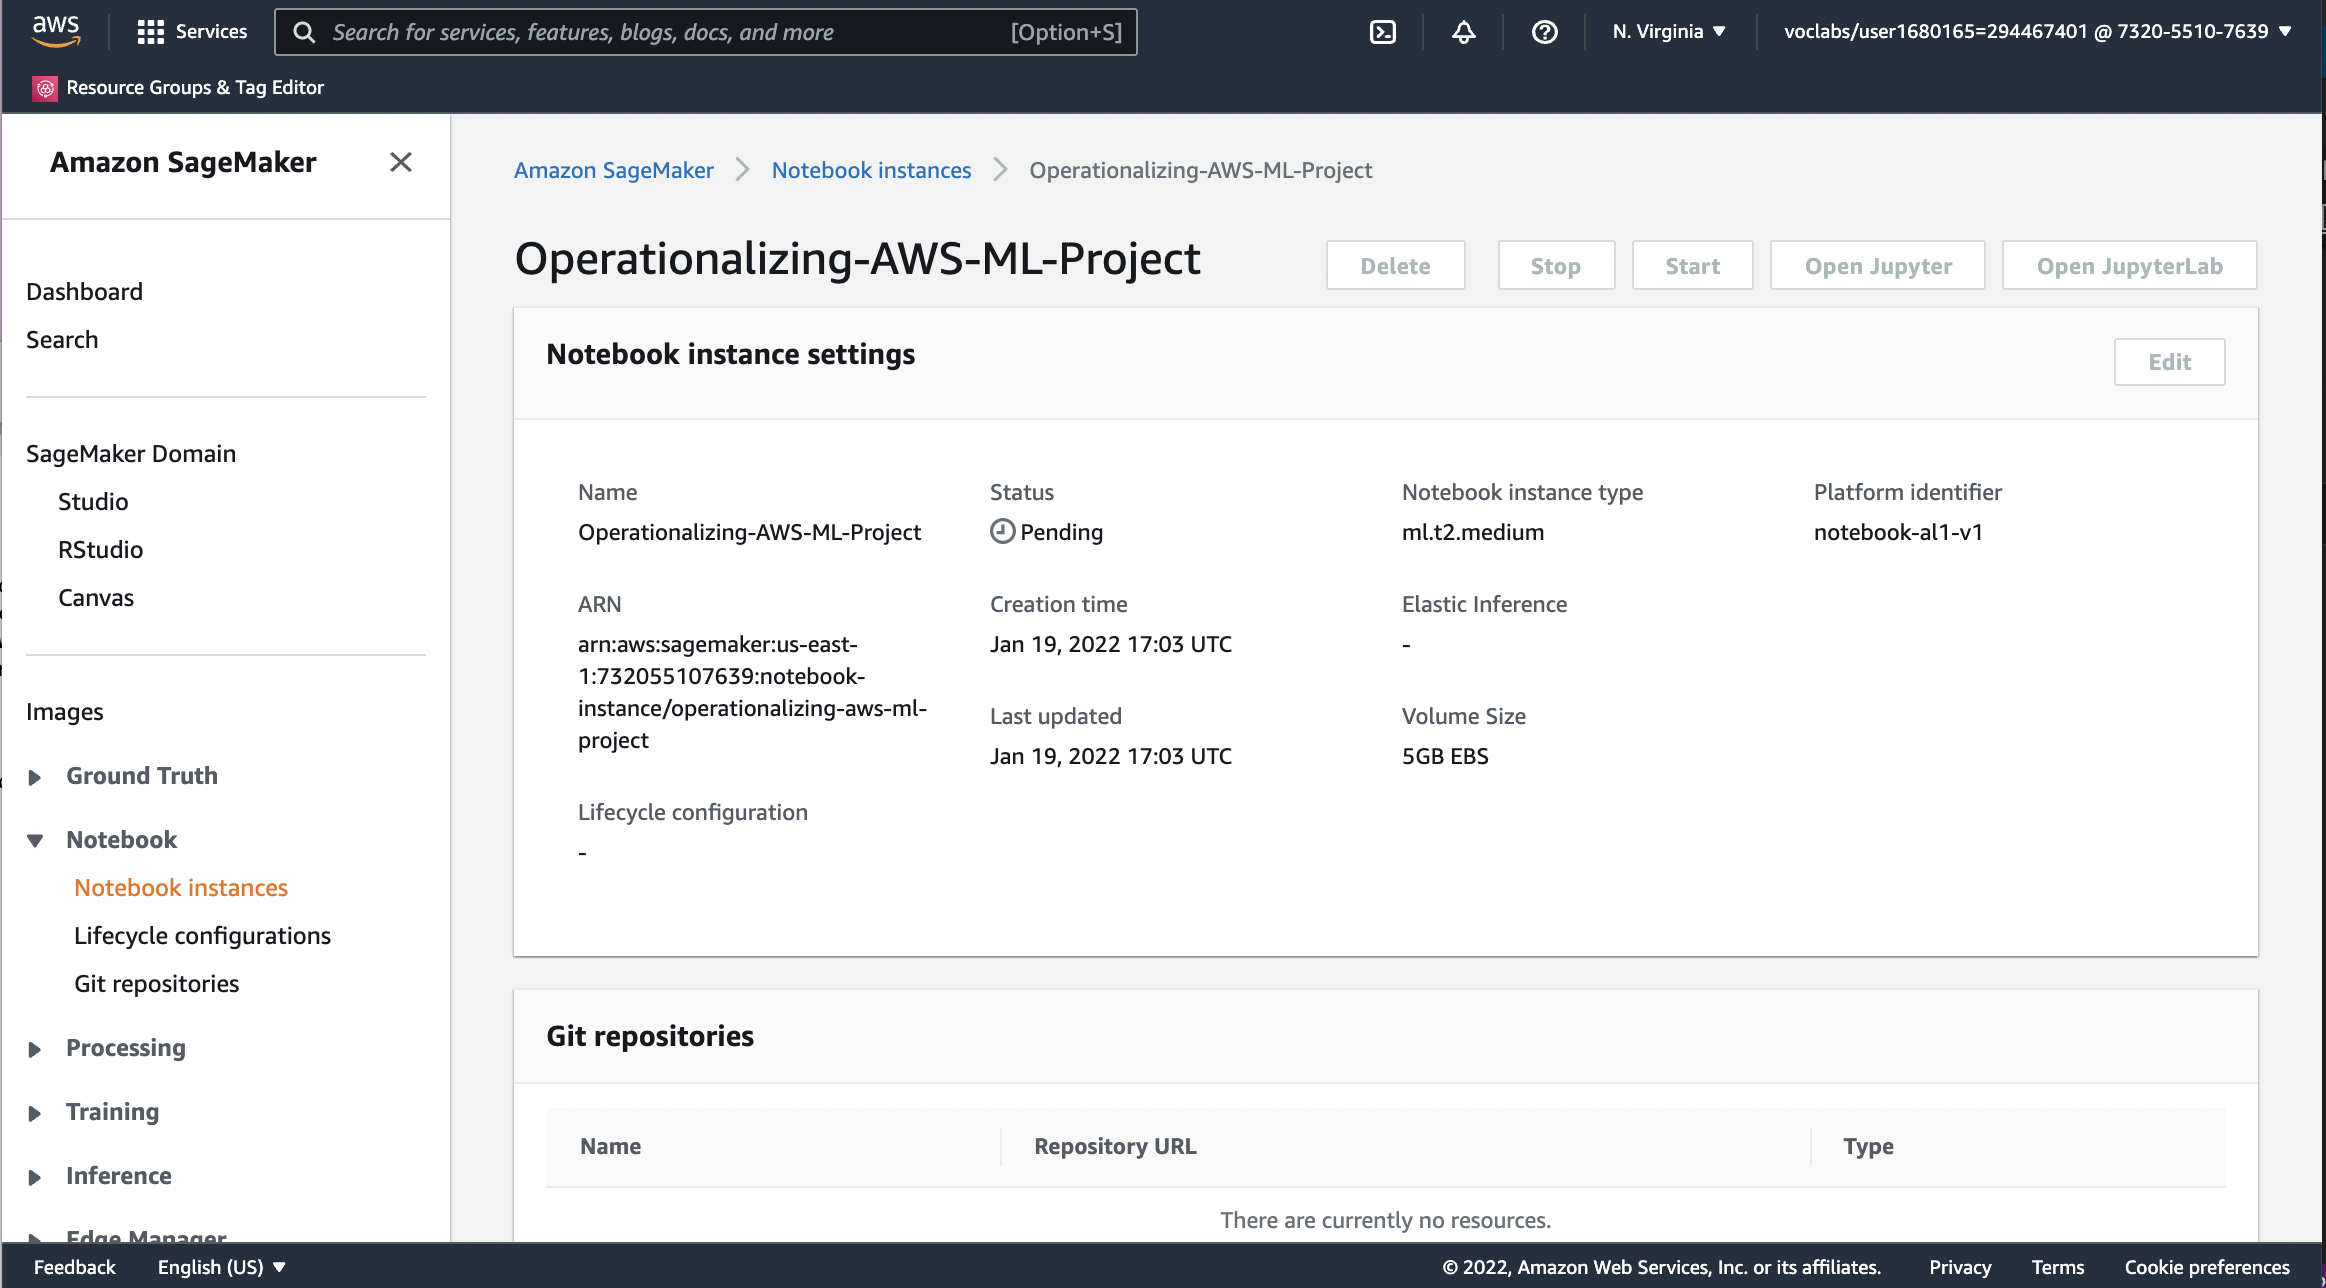 aws
Services
Search for services, features, blogs, docs, and more
[Option+S]
N. Virginia
voclabs/user1680165=294467401 @ 7320-5510-7639
Resource Groups & Tag Editor
Amazon SageMaker
Dashboard
Search
SageMaker Domain
Studio
RStudio
Canvas
Images
Ground Truth
Notebook
Notebook instances
Lifecycle configurations
Git repositories
Processing
Training
Inference
Edge Manager
Amazon SageMaker
Notebook instances
Operationalizing-AWS-ML-Project
Operationalizing-AWS-ML-Project
Delete
Stop
Start
Open Jupyter
Open JupyterLab
Notebook instance settings
Edit
Name
Operationalizing-AWS-ML-Project
ARN
arn:aws:sagemaker:us-east-
1:732055107639:notebook-
instance/operationalizing-aws-ml-
project
Lifecycle configuration
-
Status
Pending
Creation time
Jan 19, 2022 17:03 UTC
Last updated
Jan 19, 2022 17:03 UTC
Notebook instance type
ml.t2.medium
Elastic Inference
-
Volume Size
5GB EBS
Platform identifier
notebook-al1-v1
Git repositories
Name
Repository URL
Type
There are currently no resources.
Feedback
English (US)
© 2022, Amazon Web Services, Inc. or its affiliates.
Privacy
Terms
Cookie preferences